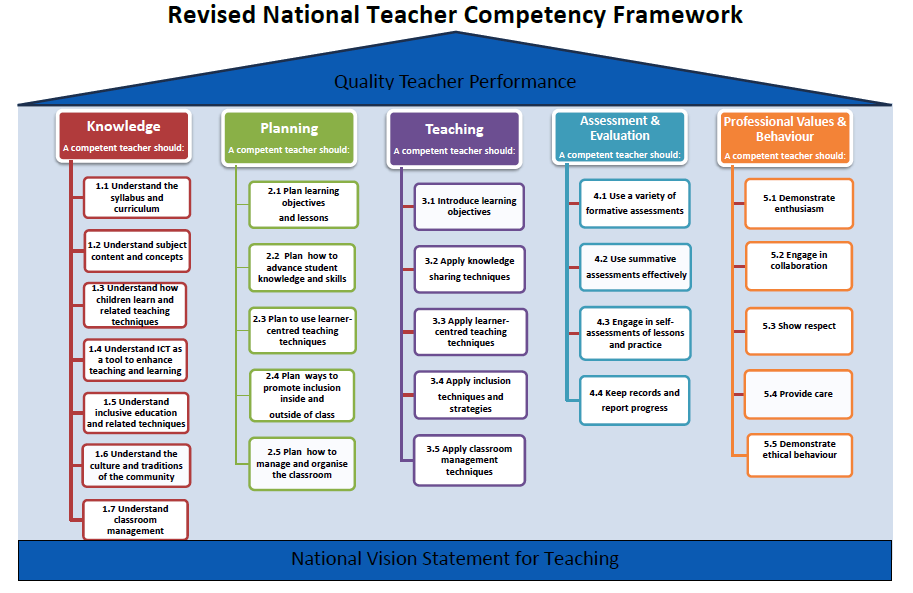 Revised National Teacher Competency Framework
Quality Teacher Performance
Knowledge
A competent teacher should:
1.1 Understand the
syllabus and
curriculum
1.2 Understand subject
content and concepts
1.3 Understand how
children learn and
related teaching
techniques
1.4 Understand ICT as
a tool to enhance
teaching and learning
1.5 Understand
inclusive education
and related techniques
1.6 Understand the
culture and traditions
of the community
1.7 Understand
classroom
management
Planning
A competent teacher should:
2.1 Plan learning
objectives
and lessons
2.2 Plan how to
advance student
knowledge and skills
2.3 Plan to use learner-
centred teaching
techniques
2.4 Plan ways to
promote inclusion
inside and
outside of class
2.5 Plan how to
manage and organise
the classroom
Teaching
A competent teacher should:
3.1 Introduce learning
objectives
3.2 Apply knowledge
sharing techniques
3.3 Apply learner-
centred teaching
techniques
3.4 Apply inclusion
techniques and
strategies
3.5 Apply classroom
management
techniques
Assessment &
Evaluation
A competent teacher should:
4.1 Use a variety of
formative assessments
4.2 Use summative
assessments effectively
4.3 Engage in self-
assessments of lessons
and practice
4.4 Keep records and
report progress
Professional Values &
Behaviour
A competent teacher should:
5.1 Demonstrate
enthusiasm
5.2 Engage in
collaboration
5.3 Show respect
5.4 Provide care
5.5 Demonstrate
ethical behaviour
National Vision Statement for Teaching